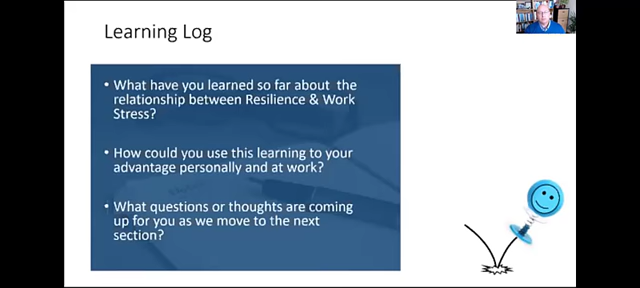 Learning Log
• What have you learned so far about the
relationship between Resilience & Work
Stress?
• How could you use this learning to your
advantage personally and at work?
• What questions or thoughts are coming
up for you as we move to the next
section?